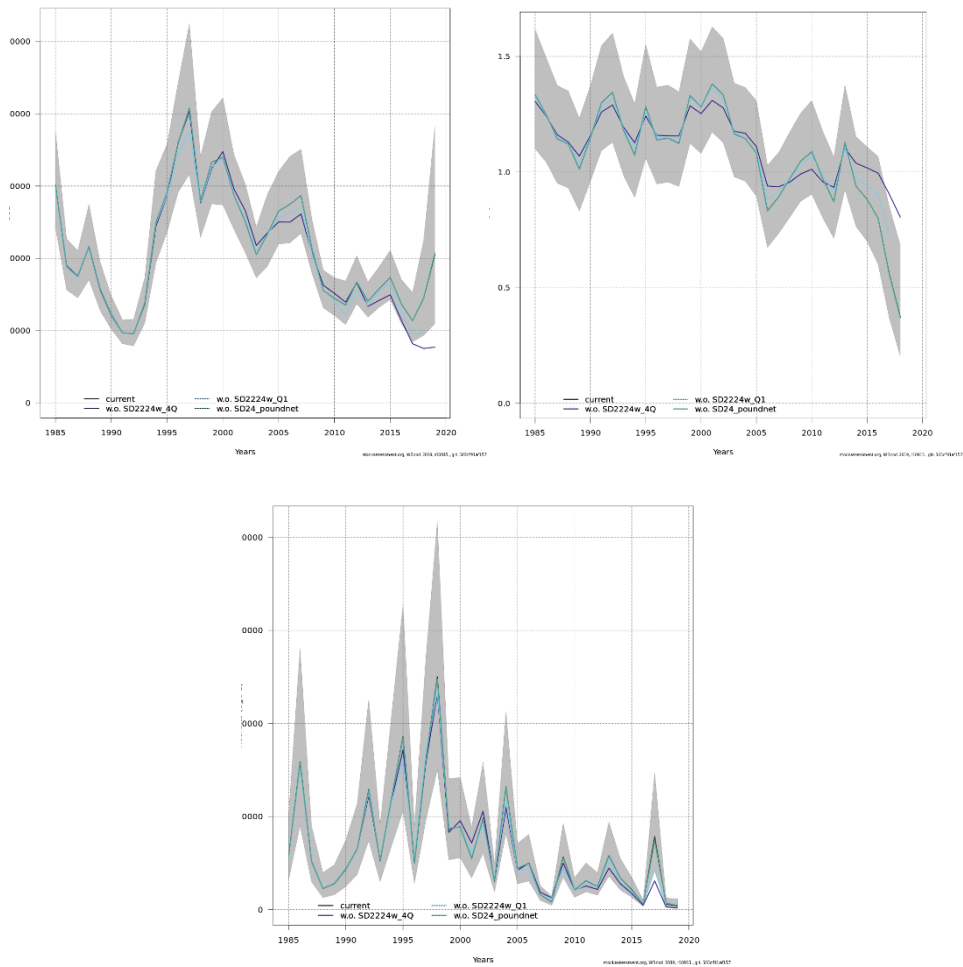 0000
0000
0000
0000
0000
0
1985 1990 1995 2000 2005 2010 2015 2020
Years
current
w.o. SD2224w_4Q
w.o. SD2224w_Q1
w.o. SD24_poundnet
1.5
1.0
0.5
0.0
1985 1990 1995 2000 2005 2010 2015 2020
Years
current
w.o. SD2224w_4Q
w.o. SD2224w_Q1
w.o. SD24_poundnet
0000
0000
0000
0000
0
1985 1990 1995 2000 2005 2010 2015 2020
Years
current
w.o. SD2224w_4Q
w.o. SD2224w_Q1
w.o. SD24_poundnet